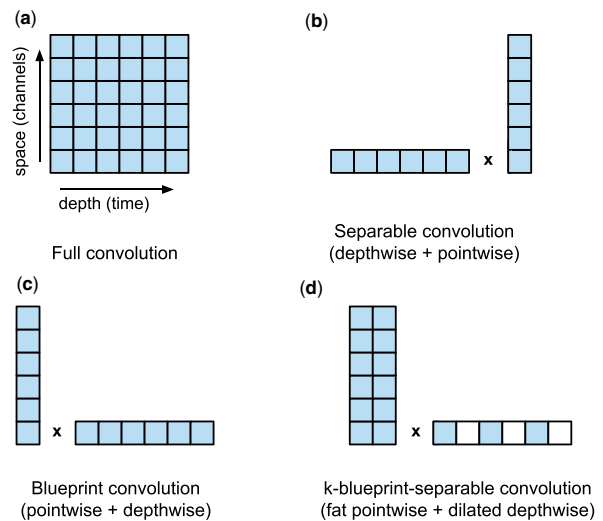 (a)
space (channels)
depth (time)
Full convolution
(b)
x
Separable convolution
(depthwise + pointwise)
(c)
x
Blueprint convolution
(pointwise + depthwise)
(d)
x
k-blueprint-separable convolution
(fat pointwise + dilated depthwise)